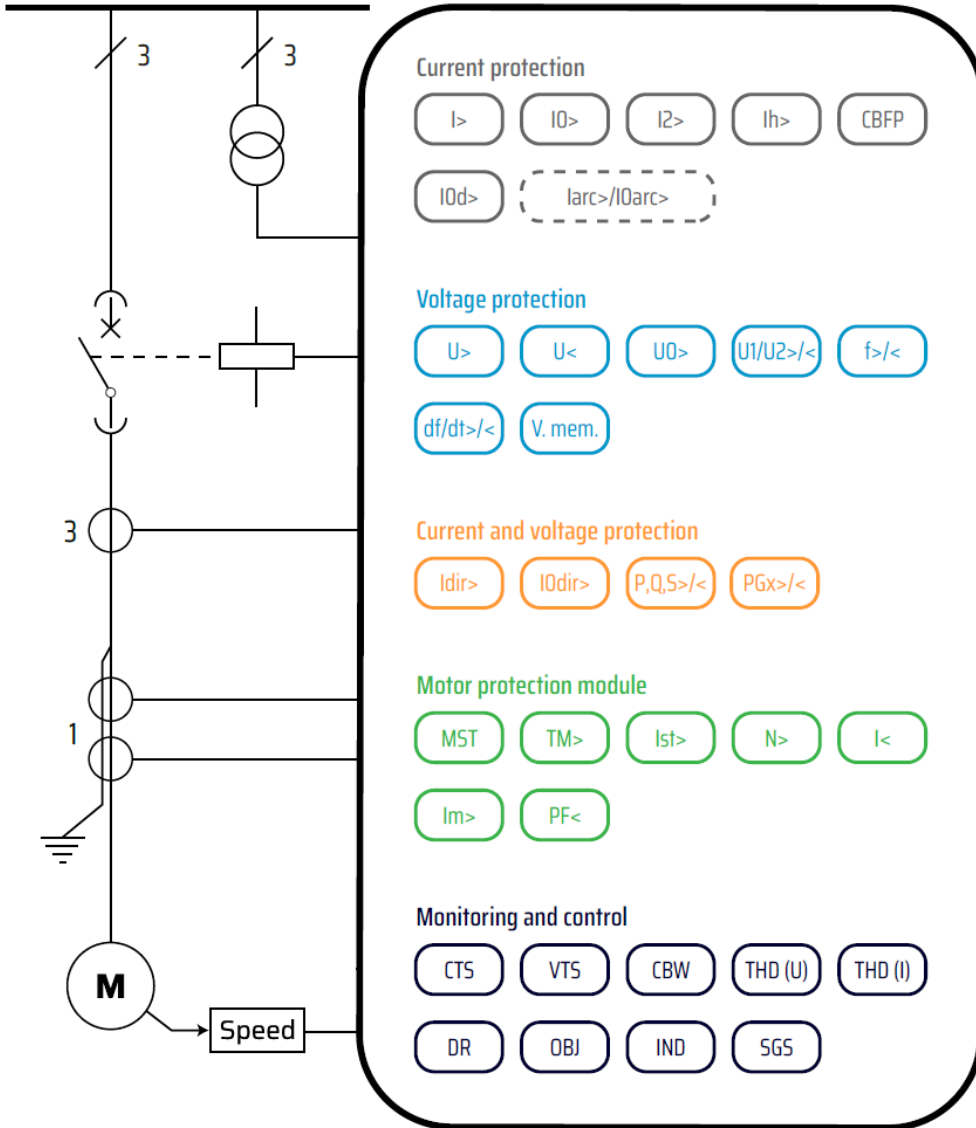 3
3
Current protection
I>
I0>
I2>
Ih>
CBFP
I0d>
Iarc>/I0arc>
Voltage protection
U>
U<
U0>
U1/U2>/<
f>/<
df/dt>/<
V. mem.
3
Current and voltage protection
Idir>
I0dir>
P,Q,S>/<
PGx>/<
1
Motor protection module
MST
TM>
Ist>
N>
I<
Im>
PF<
M
Speed
Monitoring and control
CTS
VTS
CBW
THD (U)
THD (I)
DR
OBJ
IND
SGS